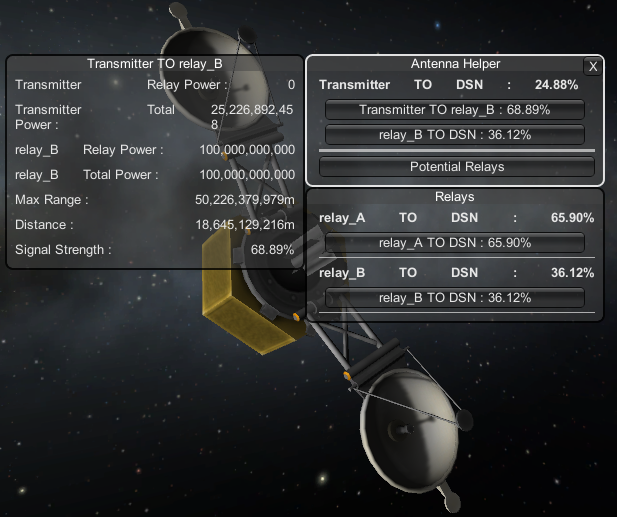 Transmitter TO relay_B
Transmitter Relay Power : 0
Transmitter Total 25,226,892,45
Power : 8
relay_B Relay Power : 100,000,000,000
relay_B Total Power : 100,000,000,000
Max Range : 50,226,379,979m
Distance : 18,645,129,216m
Signal Strength : 68.89%
Antenna Helper X
Transmitter TO DSN : 24.88%
Transmitter TO relay_B : 68.89%
relay_B TO DSN : 36.12%
Potential Relays
Relays
relay_A TO DSN : 65.90%
relay_A TO DSN : 65.90%
relay_B TO DSN : 36.12%
relay_B TO DSN : 36.12%